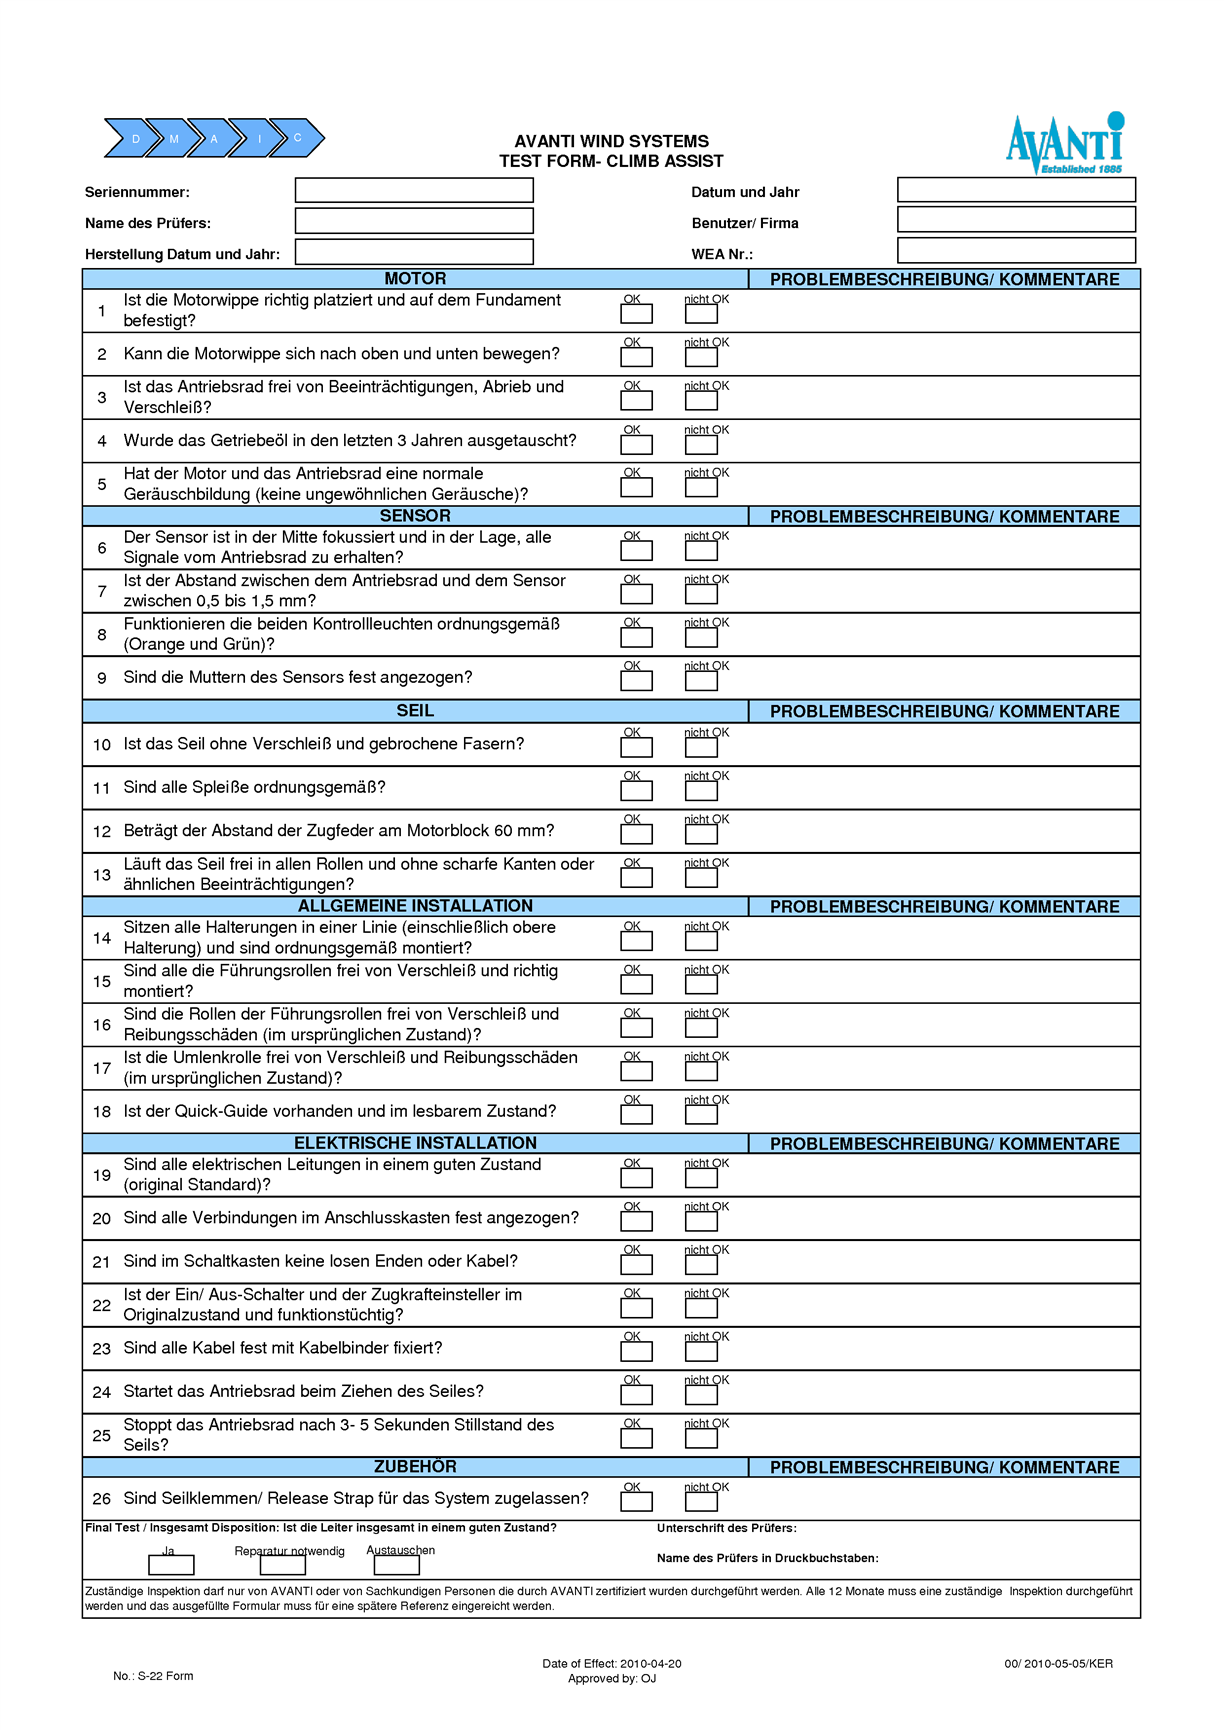 D M A I C
AVANTI WIND SYSTEMS
TEST FORM- CLIMB ASSIST
AVANTI
Established 1885
Seriennummer:
Datum und Jahr
Name des Prüfers:
Benutzer/ Firma
Herstellung Datum und Jahr:
WEA Nr.:
MOTOR PROBLEMBESCHREIBUNG/ KOMMENTARE
1 Ist die Motorwippe richtig platziert und auf dem Fundament OK nicht OK
befestigt?
2 Kann die Motorwippe sich nach oben und unten bewegen? OK nicht OK
3 Ist das Antriebsrad frei von Beeinträchtigungen, Abrieb und OK nicht OK
Verschleiß?
4 Wurde das Getriebeöl in den letzten 3 Jahren ausgetauscht? OK nicht OK
5 Hat der Motor und das Antriebsrad eine normale OK nicht OK
Geräuschbildung (keine ungewöhnlichen Geräusche)?
SENSOR PROBLEMBESCHREIBUNG/ KOMMENTARE
6 Der Sensor ist in der Mitte fokussiert und in der Lage, alle OK nicht OK
Signale vom Antriebsrad zu erhalten?
7 Ist der Abstand zwischen dem Antriebsrad und dem Sensor OK nicht OK
zwischen 0,5 bis 1,5 mm?
8 Funktionieren die beiden Kontrollleuchten ordnungsgemäß OK nicht OK
(Orange und Grün)?
9 Sind die Muttern des Sensors fest angezogen? OK nicht OK
SEIL PROBLEMBESCHREIBUNG/ KOMMENTARE
10 Ist das Seil ohne Verschleiß und gebrochene Fasern? OK nicht OK
11 Sind alle Spleiße ordnungsgemäß? OK nicht OK
12 Beträgt der Abstand der Zugfeder am Motorblock 60 mm? OK nicht OK
13 Läuft das Seil frei in allen Rollen und ohne scharfe Kanten oder OK nicht OK
ähnlichen Beeinträchtigungen?
ALLGEMEINE INSTALLATION PROBLEMBESCHREIBUNG/ KOMMENTARE
14 Sitzen alle Halterungen in einer Linie (einschließlich obere OK nicht OK
Halterung) und sind ordnungsgemäß montiert?
15 Sind alle die Führungsrollen frei von Verschleiß und richtig OK nicht OK
montiert?
16 Sind die Rollen der Führungsrollen frei von Verschleiß und OK nicht OK
Reibungsschäden (im ursprünglichen Zustand)?
17 Ist die Umlenkrolle frei von Verschleiß und Reibungsschäden OK nicht OK
(im ursprünglichen Zustand)?
18 Ist der Quick-Guide vorhanden und im lesbarem Zustand? OK nicht OK
ELEKTRISCHE INSTALLATION PROBLEMBESCHREIBUNG/ KOMMENTARE
19 Sind alle elektrischen Leitungen in einem guten Zustand OK nicht OK
(original Standard)?
20 Sind alle Verbindungen im Anschlusskasten fest angezogen? OK nicht OK
21 Sind im Schaltkasten keine losen Enden oder Kabel? OK nicht OK
22 Ist der Ein/ Aus-Schalter und der Zugkrafteinsteller im OK nicht OK
Originalzustand und funktionstüchtig?
23 Sind alle Kabel fest mit Kabelbinder fixiert? OK nicht OK
24 Startet das Antriebsrad beim Ziehen des Seiles? OK nicht OK
25 Stoppt das Antriebsrad nach 3- 5 Sekunden Stillstand des OK nicht OK
Seils?
ZUBEHÖR PROBLEMBESCHREIBUNG/ KOMMENTARE
26 Sind Seilklemmen/ Release Strap für das System zugelassen? OK nicht OK
Final Test / Insgesamt Disposition: Ist die Leiter insgesamt in einem guten Zustand? Unterschrift des Prüfers:
Ja Reparatur notwendig Austauschen
Name des Prüfers in Druckbuchstaben:
Zuständige Inspektion darf nur von AVANTI oder von Sachkundigen Personen die durch AVANTI zertifiziert wurden durchgeführt werden. Alle 12 Monate muss eine zuständige Inspektion durchgeführt
werden und das ausgefüllte Formular muss für eine spätere Referenz eingereicht werden.
No.: S-22 Form
Date of Effect: 2010-04-20
Approved by: OJ
00/ 2010-05-05/KER